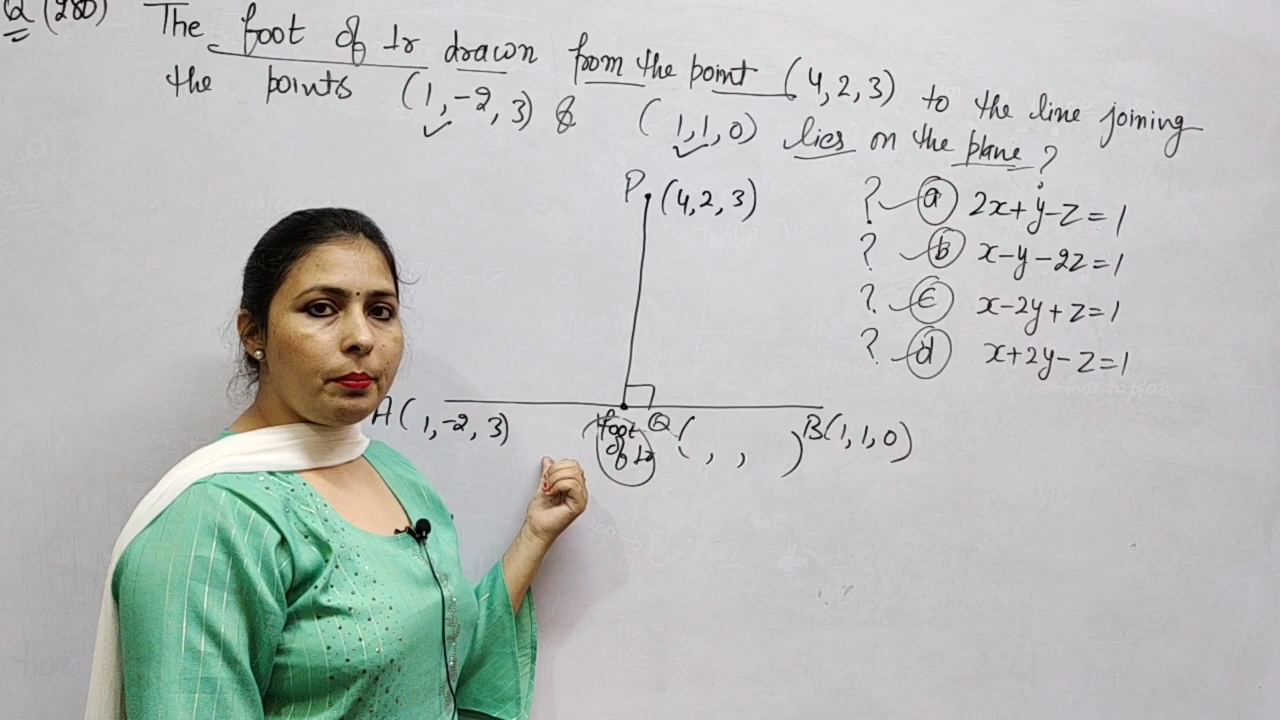 Q (280) The foot of ⊥r drawn from the point (4, 2, 3) to the line joining
the points (1, -2, 3) & (1, 1, 0) lies on the plane?
P (4, 2, 3)
? (a) 2x+y-z=1
? (b) x-y-2z=1
? (c) x-2y+z=1
? (d) x+2y-z=1
A(1, -2, 3) foot of ⊥r Q ( , , ) B(1, 1, 0)